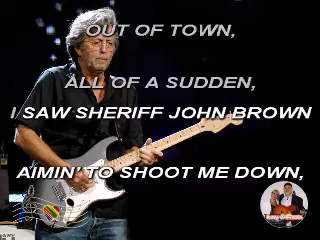 OUT OF TOWN,
ALL OF A SUDDEN,
I SAW SHERIFF JOHN BROWN
AIMIN' TO SHOOT ME DOWN,